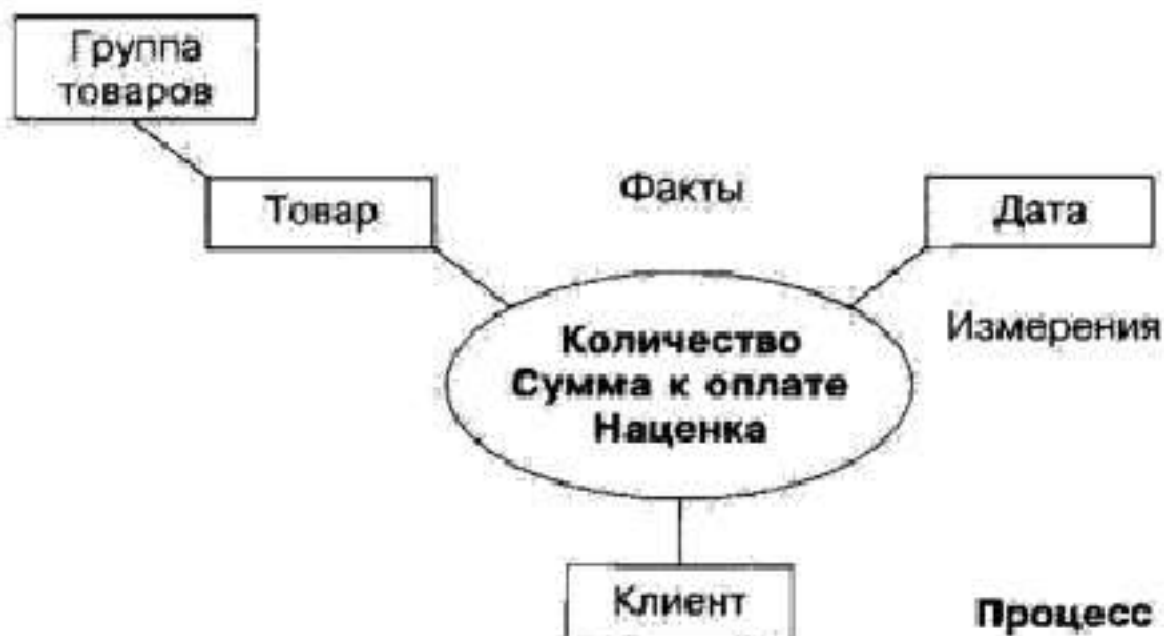 Группа
товаров
Товар
Факты
Дата
Измерения
Количество
Сумма к оплате
Наценка
Клиент
Процесс